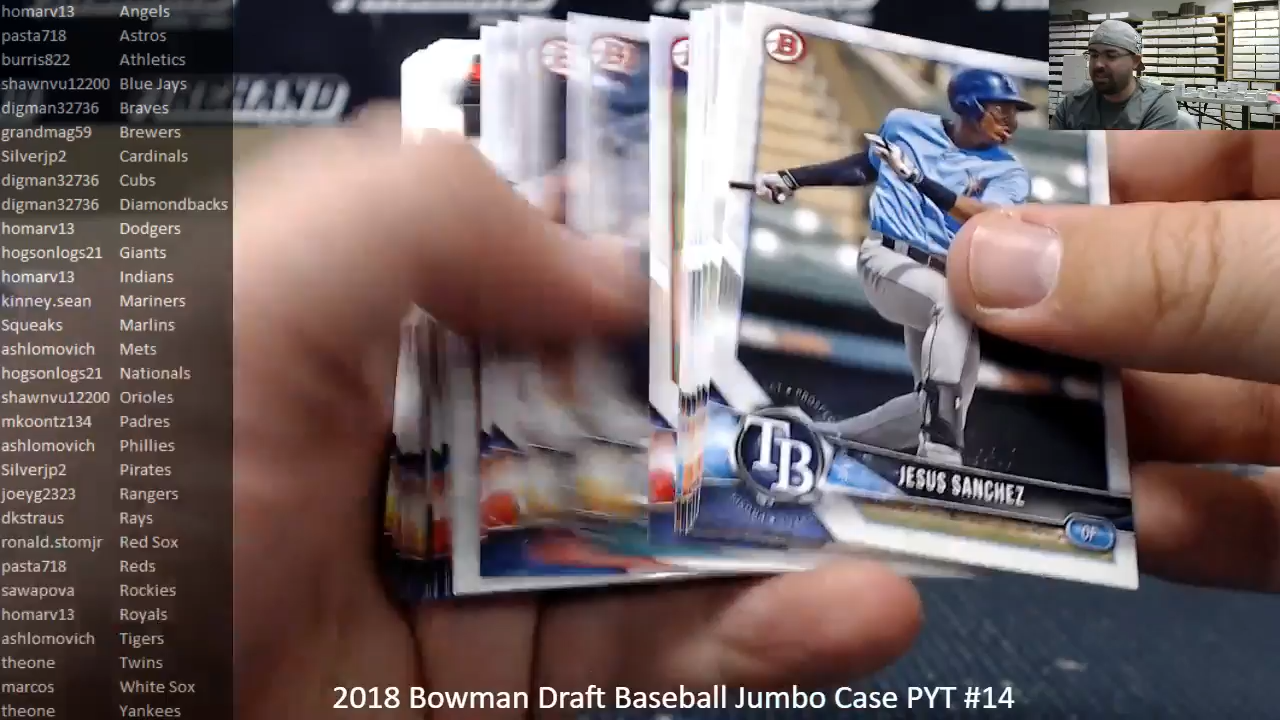 homarv13 Angels
pasta718 Astros
burris822 Athletics
shawnvu12200 Blue Jays
digman32736 Braves
grandmag59 Brewers
Silverjp2 Cardinals
digman32736 Cubs
digman32736 Diamondbacks
homarv13 Dodgers
hogsonlogs21 Giants
homarv13 Indians
kinney.sean Mariners
Squeaks Marlins
ashlomovich Mets
hogsonlogs21 Nationals
shawnvu12200 Orioles
mkoontz134 Padres
ashlomovich Phillies
Silverjp2 Pirates
joeyg2323 Rangers
dkstraus Rays
ronald.stomjr Red Sox
pasta718 Reds
sawapova Rockies
homarv13 Royals
ashlomovich Tigers
theone Twins
marcos White Sox
theone Yankees
B
TB
JESUS SANCHEZ
OF
2018 Bowman Draft Baseball Jumbo Case PYT #14